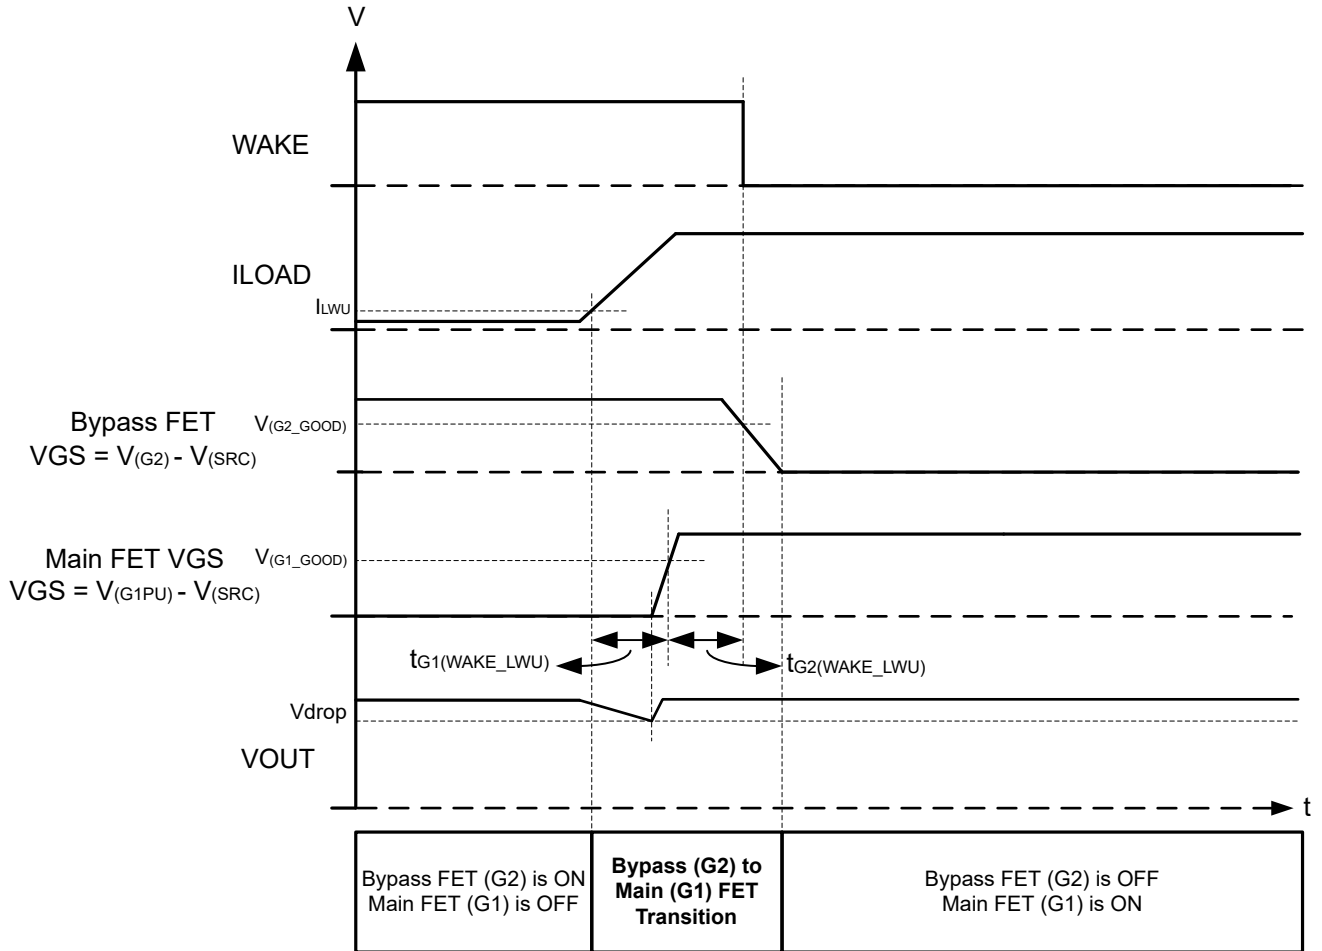 V
WAKE
ILOAD
ILWU
Bypass FET
VGS = V(G2) - V(SRC)
V(G2_GOOD)
Main FET VGS
VGS = V(G1PU) - V(SRC)
V(G1_GOOD)
tG1(WAKE_LWU)
tG2(WAKE_LWU)
Vdrop
VOUT
t
Bypass FET (G2) is ON
Main FET (G1) is OFF
Bypass (G2) to
Main (G1) FET
Transition
Bypass FET (G2) is OFF
Main FET (G1) is ON